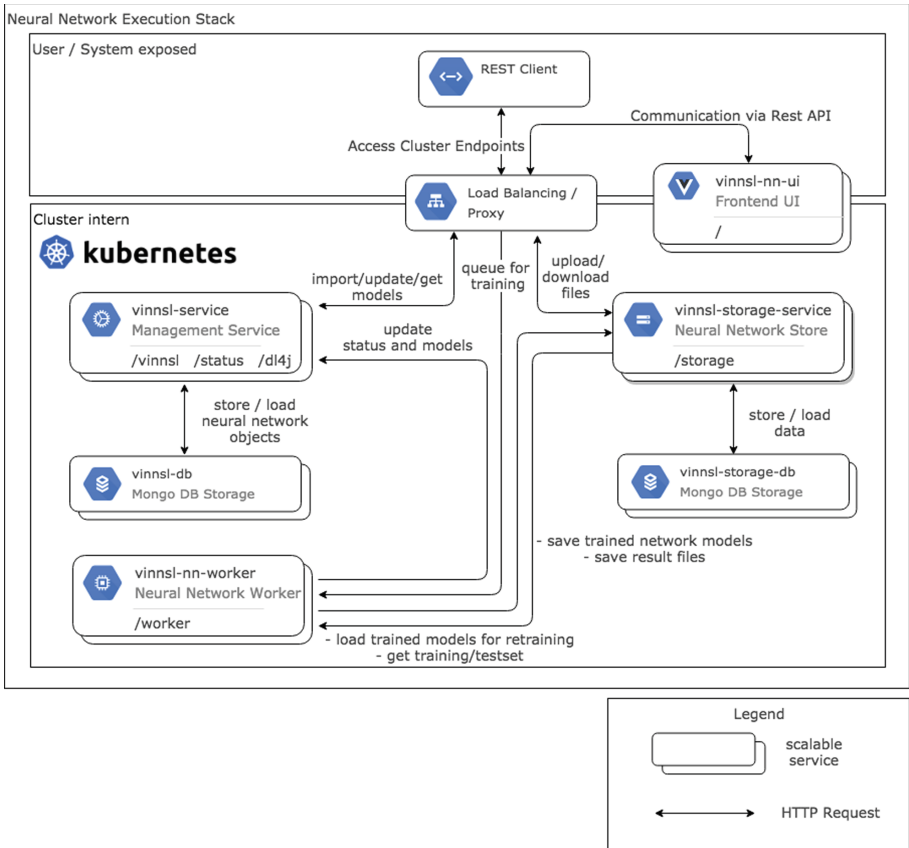 Neural Network Execution Stack
User / System exposed
REST Client
Communication via Rest API
Access Cluster Endpoints
vinnsl-nn-ui
Frontend UI
/
Load Balancing /
Proxy
Cluster intern
kubernetes
import/update/get
models
queue for
training
upload/
download
files
vinnsl-service
Management Service
/vinnsl /status /dl4j
update
status and models
vinnsl-storage-service
Neural Network Store
/storage
store / load
neural network
objects
store / load
data
vinnsl-db
Mongo DB Storage
vinnsl-storage-db
Mongo DB Storage
- save trained network models
- save result files
vinnsl-nn-worker
Neural Network Worker
/worker
- load trained models for retraining
- get training/testset
Legend
scalable
service
HTTP Request